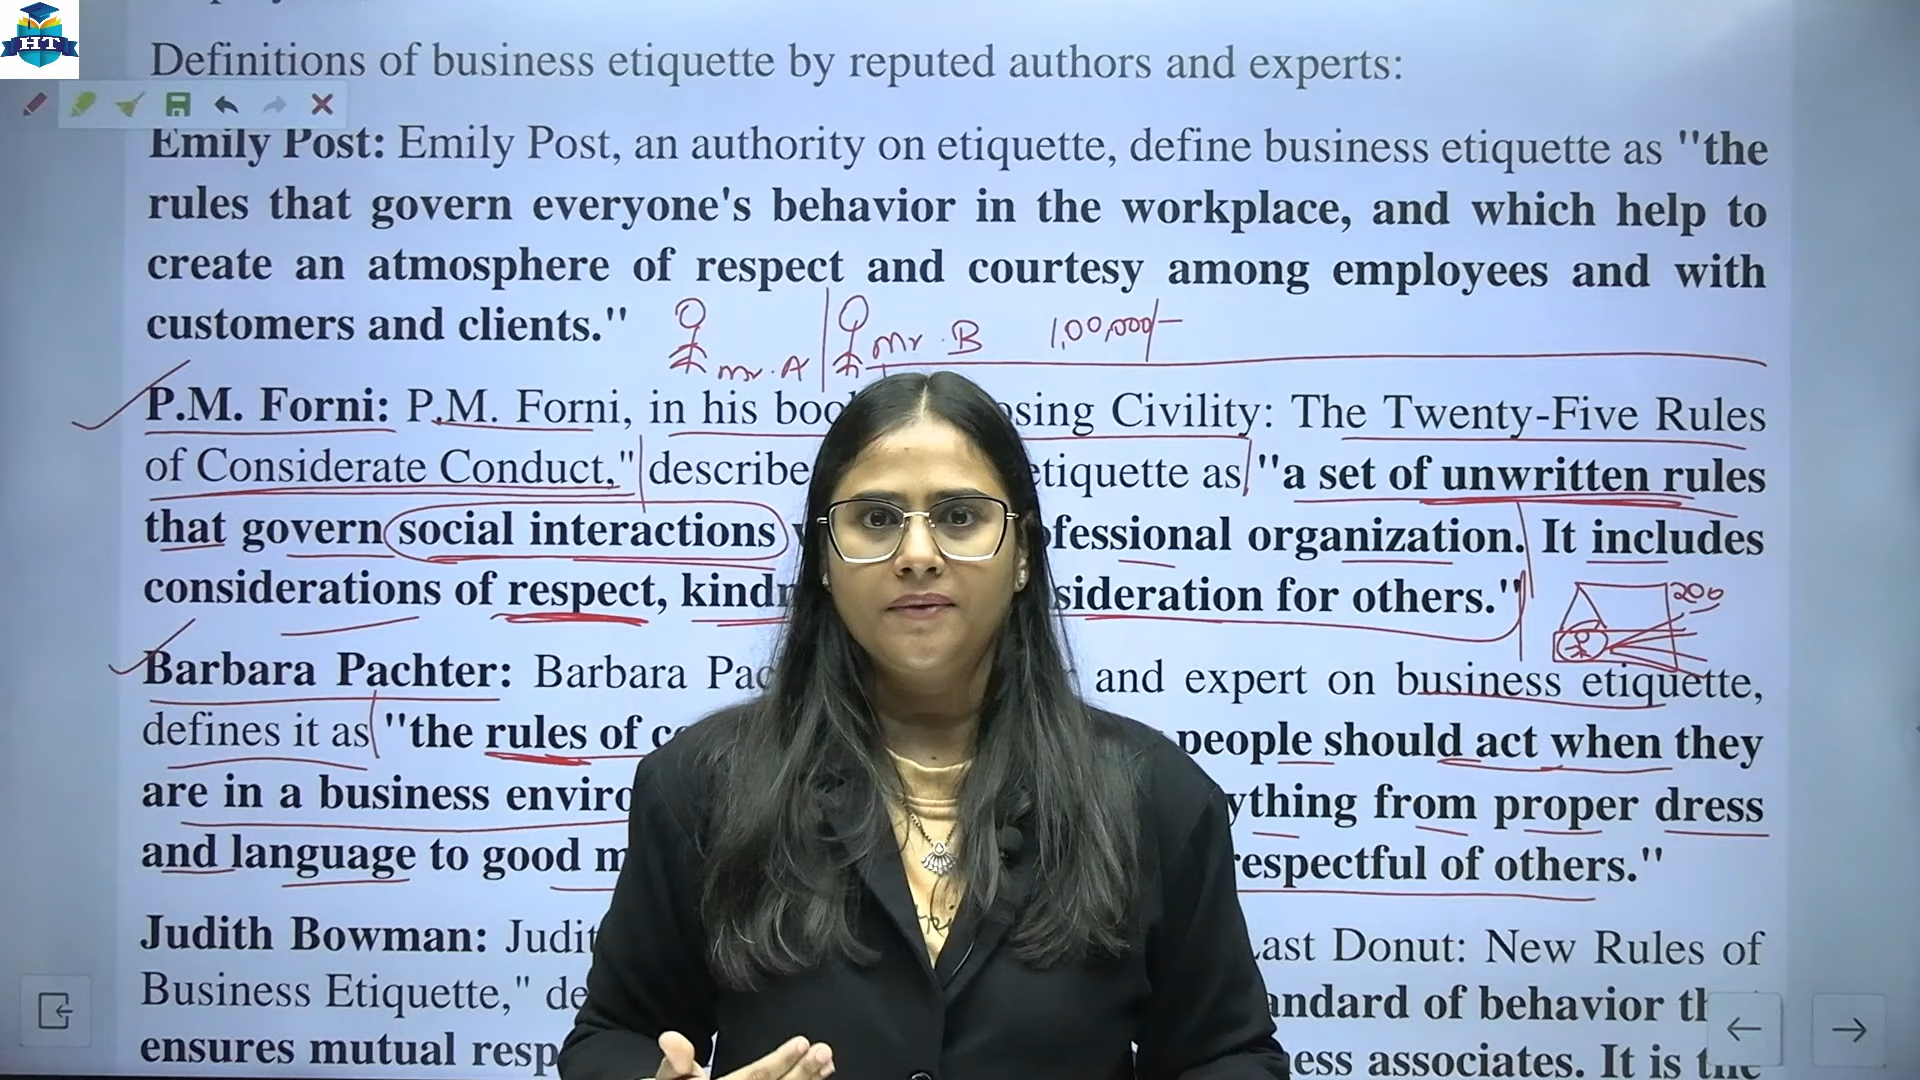 HT
Definitions of business etiquette by reputed authors and experts:
Emily Post: Emily Post, an authority on etiquette, define business etiquette as "the
rules that govern everyone's behavior in the workplace, and which help to
create an atmosphere of respect and courtesy among employees and with
customers and clients."
Mr. A Mr. B 1,00,000/-
P.M. Forni: P.M. Forni, in his sing Civility: The Twenty-Five Rules
of Considerate Conduct," describe etiquette as "a set of unwritten rules
that govern social interactions fessional organization. It includes
considerations of respect, kind sideration for others."
200
Barbara Pachter: Barbara Pac and expert on business etiquette,
defines it as "the rules of people should act when they
are in a business enviro ything from proper dress
and language to good espectful of others."
Judith Bowman: Judit Last Donut: New Rules of
Business Etiquette," de andard of behavior
ensures mutual resp ess associates. It is